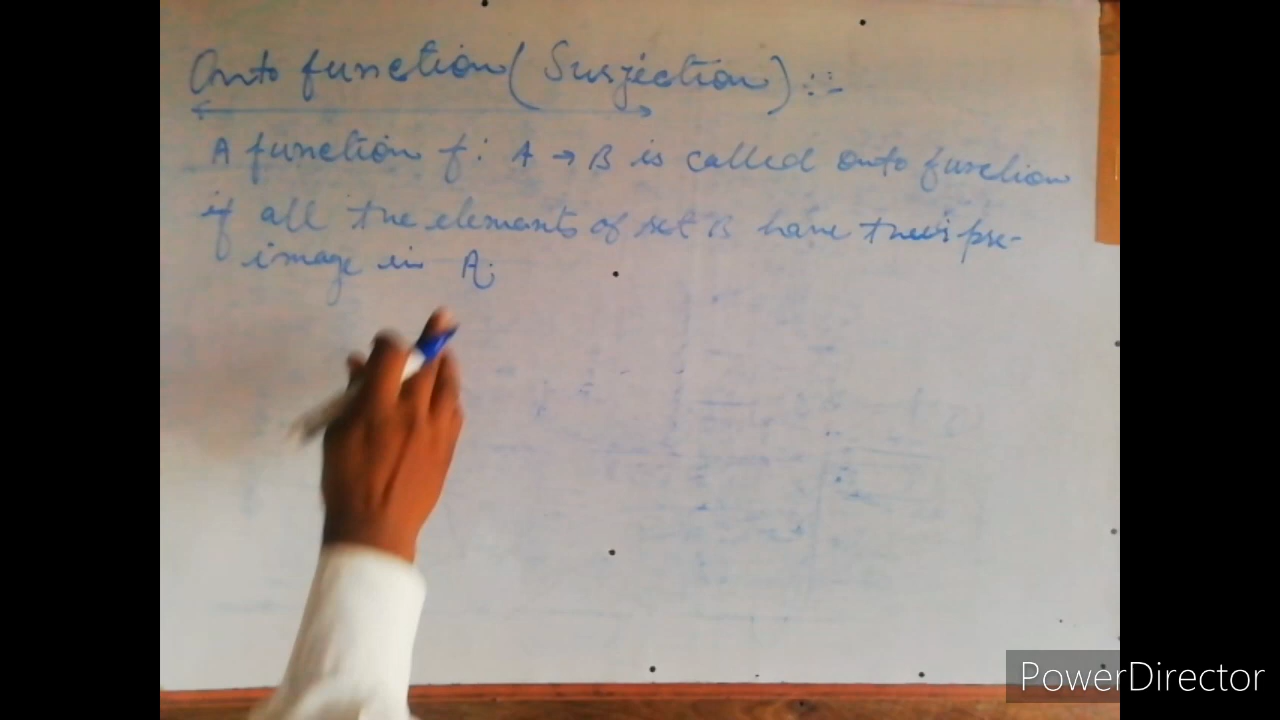 Onto function (Surjection) :-
A function f: A → B is called onto function
if all the elements of set B have their pre-
image in A.
PowerDirector